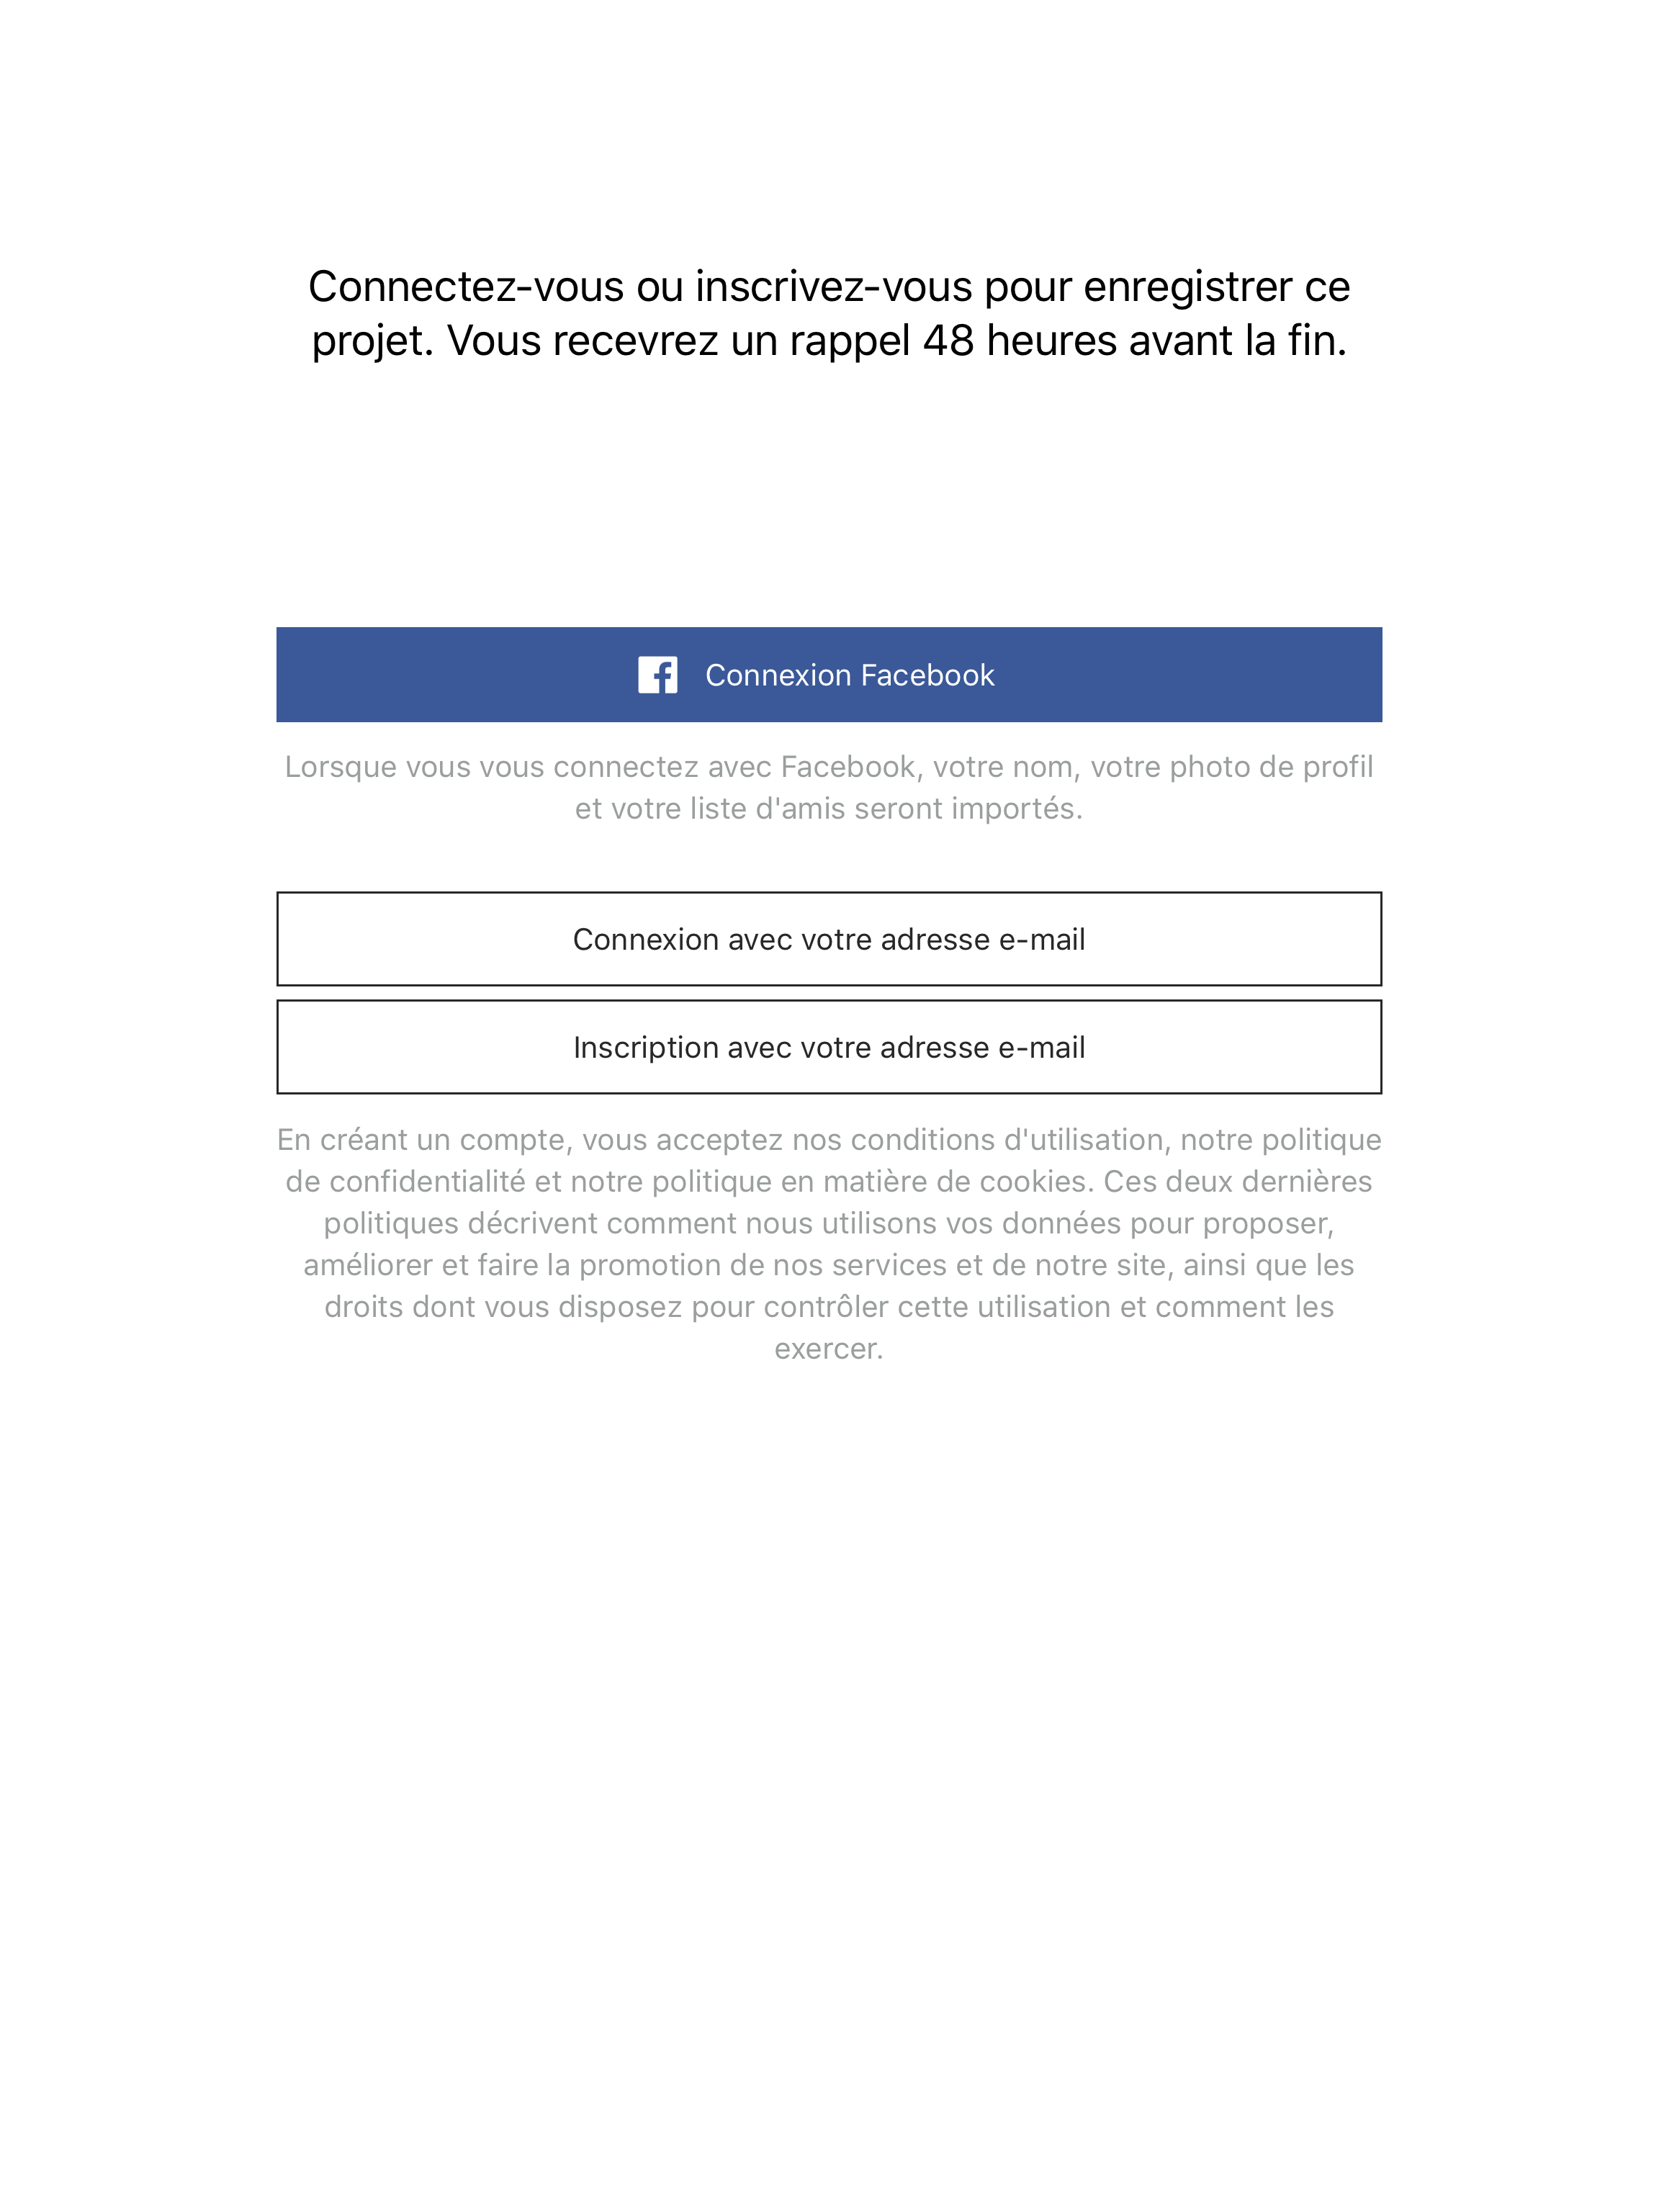 Connectez-vous ou inscrivez-vous pour enregistrer ce
projet. Vous recevrez un rappel 48 heures avant la fin.
Connexion Facebook
Lorsque vous vous connectez avec Facebook, votre nom, votre photo de profil
et votre liste d'amis seront importés.
Connexion avec votre adresse e-mail
Inscription avec votre adresse e-mail
En créant un compte, vous acceptez nos conditions d'utilisation, notre politique
de confidentialité et notre politique en matière de cookies. Ces deux dernières
politiques décrivent comment nous utilisons vos données pour proposer,
améliorer et faire la promotion de nos services et de notre site, ainsi que les
droits dont vous disposez pour contrôler cette utilisation et comment les
exercer.